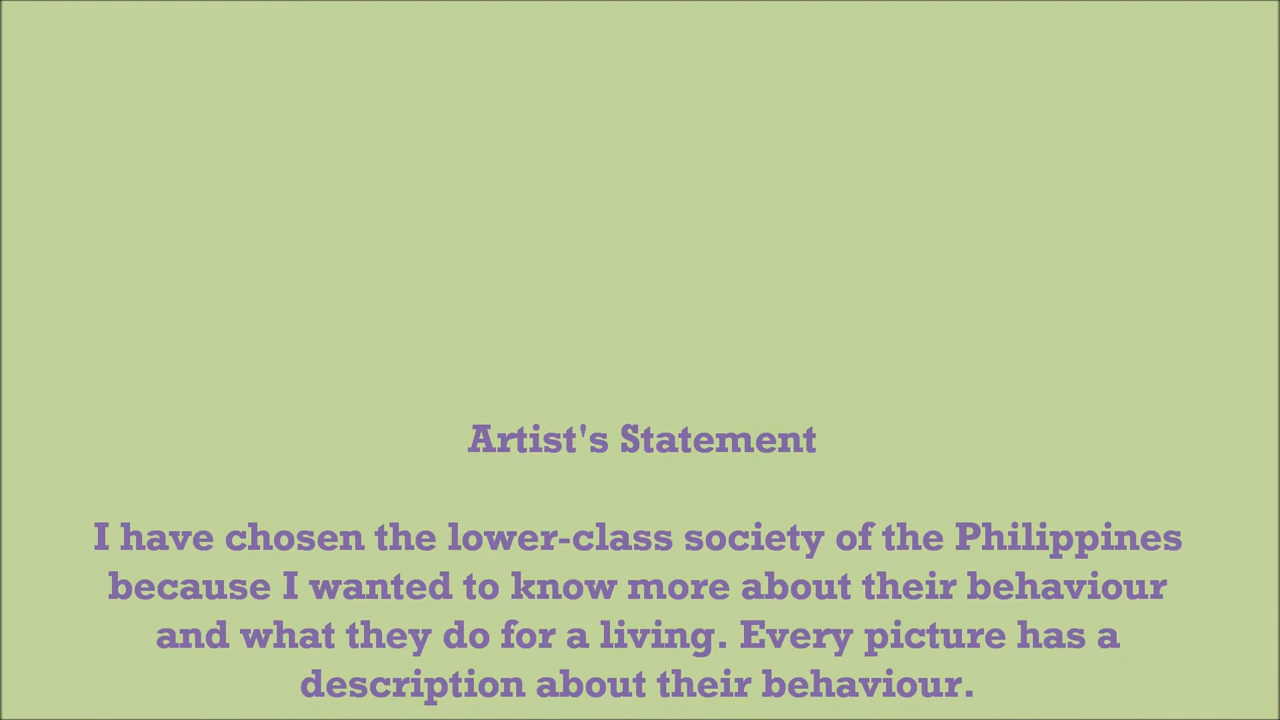 Artist's Statement
I have chosen the lower-class society of the Philippines
because I wanted to know more about their behaviour
and what they do for a living. Every picture has a
description about their behaviour.